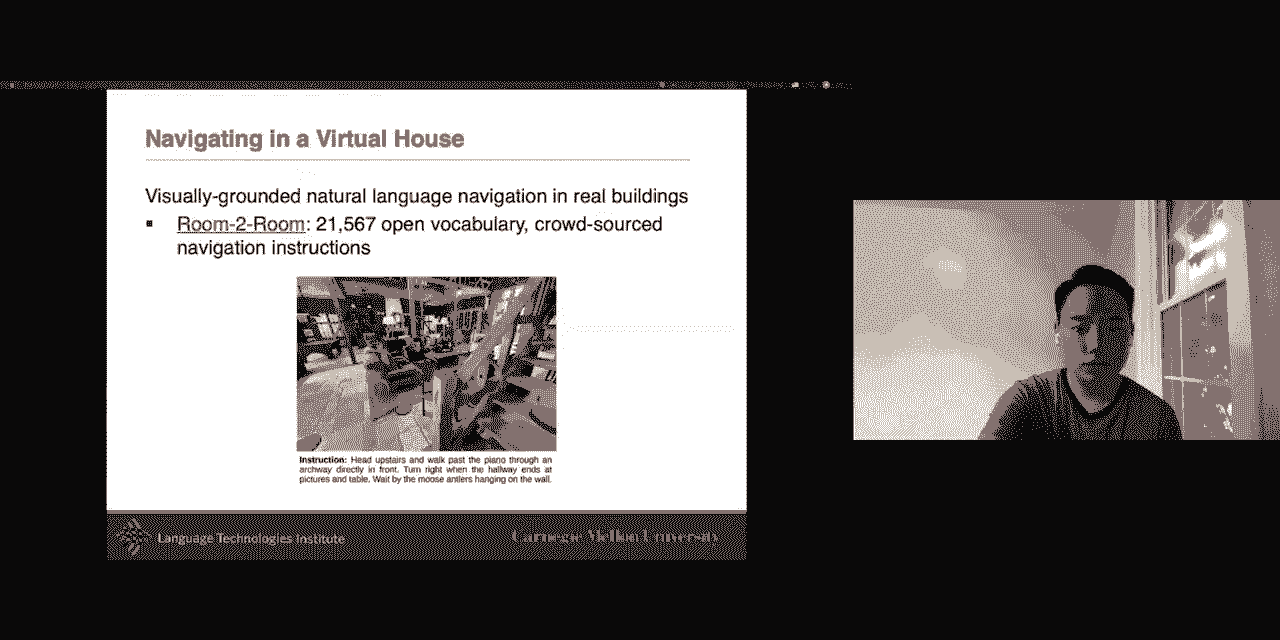 Navigating in a Virtual House
Visually-grounded natural language navigation in real buildings
▪ Room-2-Room: 21,567 open vocabulary, crowd-sourced
navigation instructions
Instruction: Head upstairs and walk past the piano through an
archway directly in front. Turn right when the hallway ends at
pictures and table. Wait by the moose antlers hanging on the wall.
Language Technologies Institute
Carnegie Mellon University